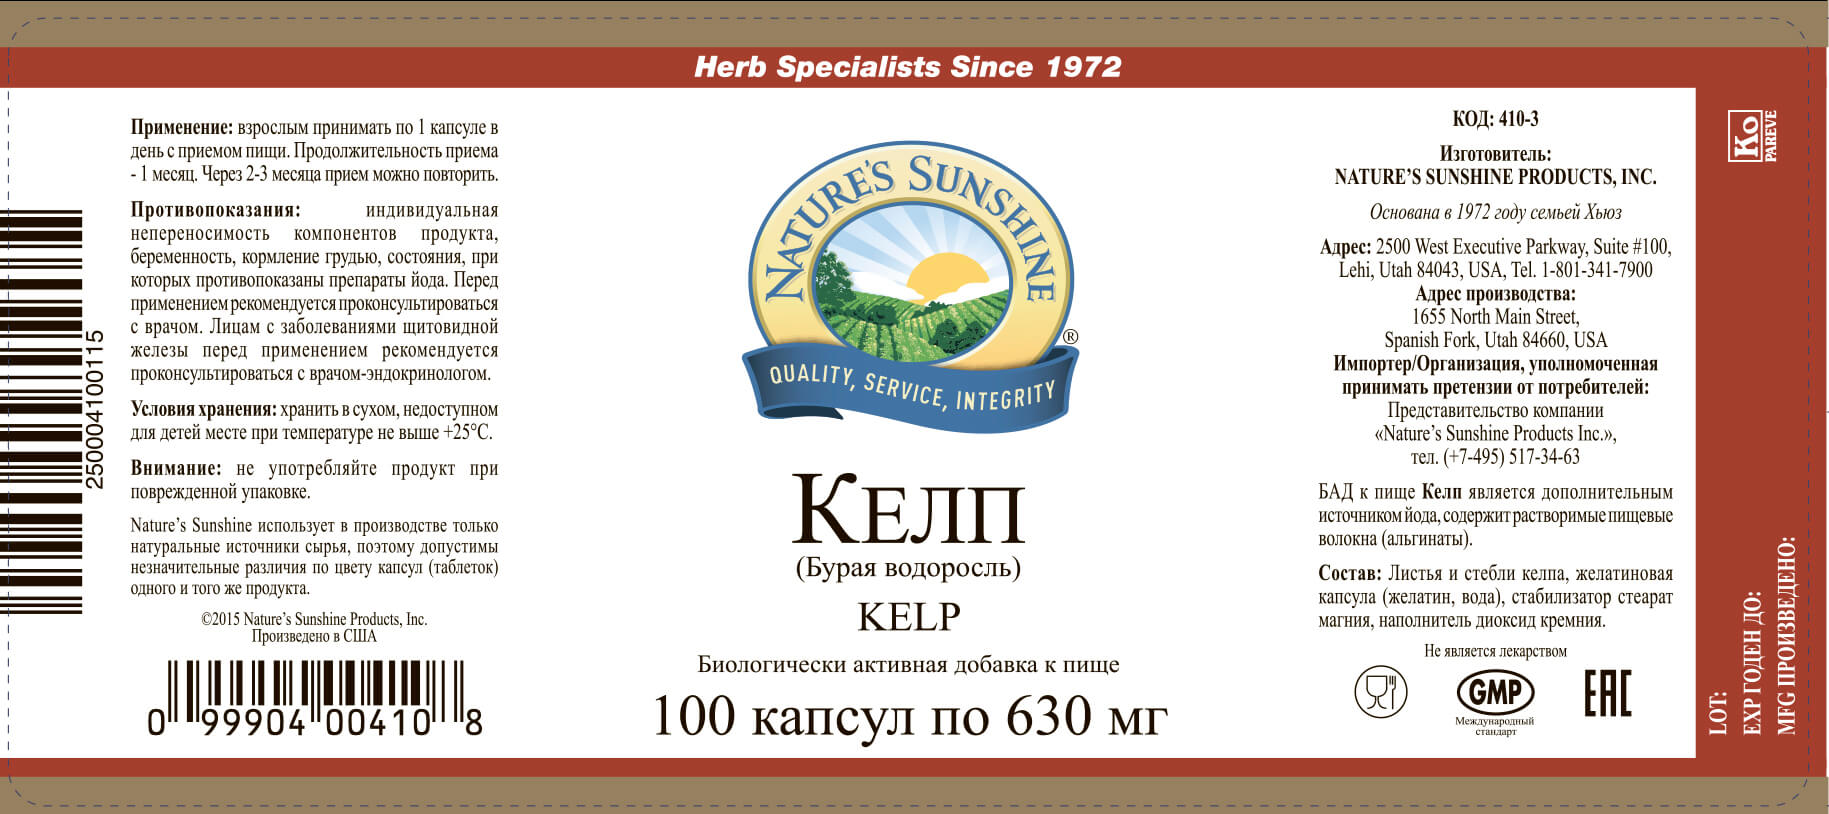 Herb Specialists Since 1972
25000410015
Применение: взрослым принимать по 1 капсуле в
день с приемом пищи. Продолжительность приема
- 1 месяц. Через 2-3 месяца прием можно повторить.
Противопоказания: индивидуальная
непереносимость компонентов продукта,
беременность, кормление грудью, состояния, при
которых противопоказаны препараты йода. Перед
применением рекомендуется проконсультироваться
с врачом. Лицам с заболеваниями щитовидной
железы перед применением рекомендуется
проконсультироваться с врачом-эндокринологом.
Условия хранения: хранить в сухом, недоступном
для детей месте при температуре не выше +25°С.
Внимание: не употребляйте продукт при
поврежденной упаковке.
Nature's Sunshine использует в производстве только
натуральные источники сырья, поэтому допустимы
незначительные различия по цвету капсул (таблеток)
одного и того же продукта.
©2015 Nature's Sunshine Products, Inc.
Произведено в США
0 99904 00410 8
NATURE'S SUNSHINE
®
QUALITY, SERVICE, INTEGRITY
КЕЛП
(Бурая водоросль)
KELP
Биологически активная добавка к пище
100 капсул по 630 мг
КОД: 410-3
Изготовитель:
NATURE'S SUNSHINE PRODUCTS, INC.
Основана в 1972 году семьей Хьюз
Адрес: 2500 West Executive Parkway, Suite #100,
Lehi, Utah 84043, USA, Tel. 1-801-341-7900
Адрес производства:
1655 North Main Street,
Spanish Fork, Utah 84660, USA
Импортер/Организация, уполномоченная
принимать претензии от потребителей:
Представительство компании
«Nature's Sunshine Products Inc.»,
тел. (+7-495) 517-34-63
БАД к пище Келп является дополнительным
источником йода, содержит растворимые пищевые
волокна (альгинаты).
Состав: Листья и стебли келпа, желатиновая
капсула (желатин, вода), стабилизатор стеарат
магния, наполнитель диоксид кремния.
Не является лекарством
GMP
Международный
стандарт
EAC
Ko
PAREVE
LOT:
EXP ГОДЕН ДО:
MFG ПРОИЗВЕДЕНО: